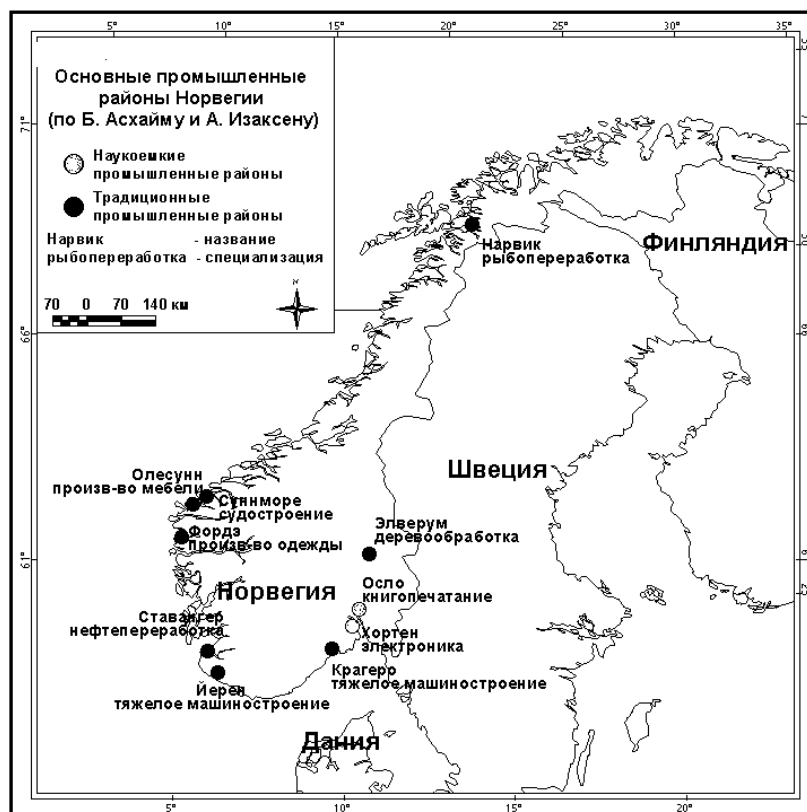 5° 10° 15° 20° 25° 30° 35°
Основные промышленные
районы Норвегии
(по Б. Асхайму и А. Изаксену)
Наукоемкие
промышленные районы
Традиционные
промышленные районы
Нарвик - название
рыбопереработка - специализация
70 0 70 140 км
N
71°
66°
61°
Нарвик
рыбопереработка
Финляндия
Швеция
Олесунн
произв-во мебели
Суннморе
судостроение
Фордэ
произв-во одежды
Элверум
деревообработка
Осло
книгопечатание
Норвегия
Ставангер
нефтепереработка
Хортен
электроника
Крагеро
тяжелое машиностроение
Йерен
тяжелое машиностроение
Дания
5° 10° 15° 20°